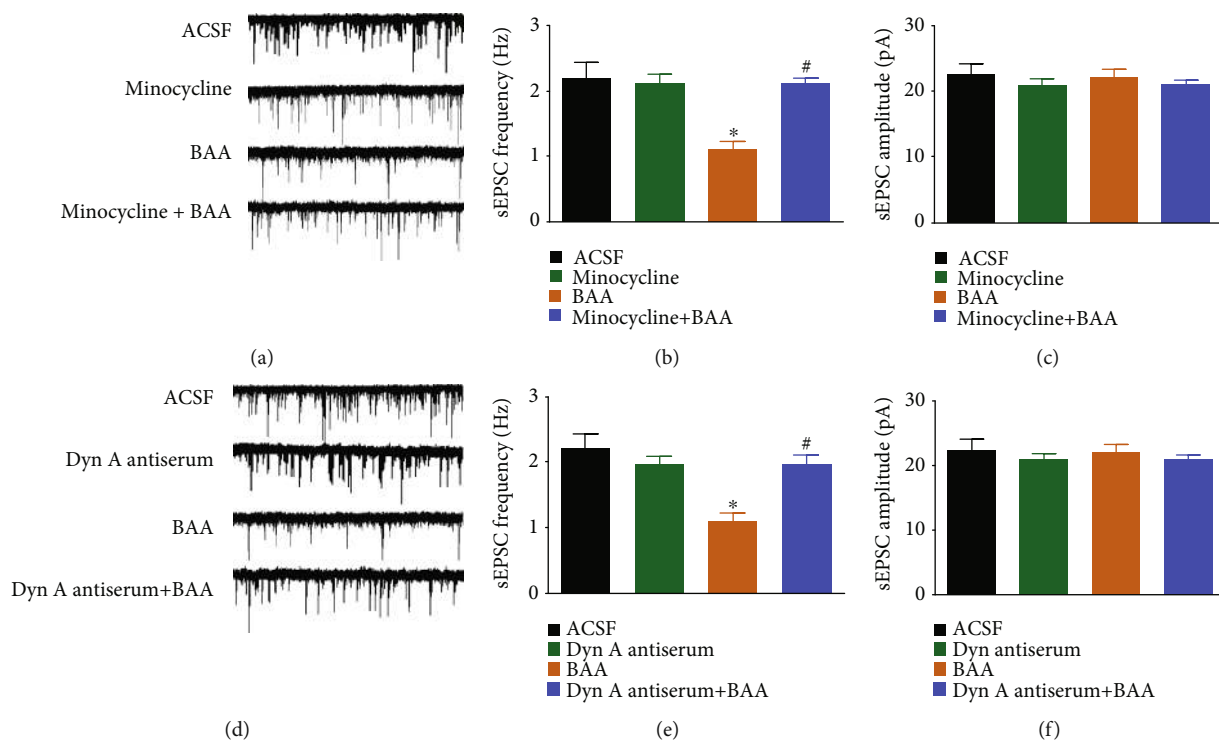 ACSF
Minocycline
BAA
Minocycline + BAA
(a)
sEPSC frequency (Hz)
3
2
1
0
*
#
ACSF
Minocycline
BAA
Minocycline+BAA
(b)
sEPSC amplitude (pA)
30
20
10
0
ACSF
Minocycline
BAA
Minocycline+BAA
(c)
ACSF
Dyn A antiserum
BAA
Dyn A antiserum+BAA
(d)
sEPSC frequency (Hz)
3
2
1
0
*
#
ACSF
Dyn A antiserum
BAA
Dyn A antiserum+BAA
(e)
sEPSC amplitude (pA)
30
20
10
0
ACSF
Dyn antiserum
BAA
Dyn A antiserum+BAA
(f)